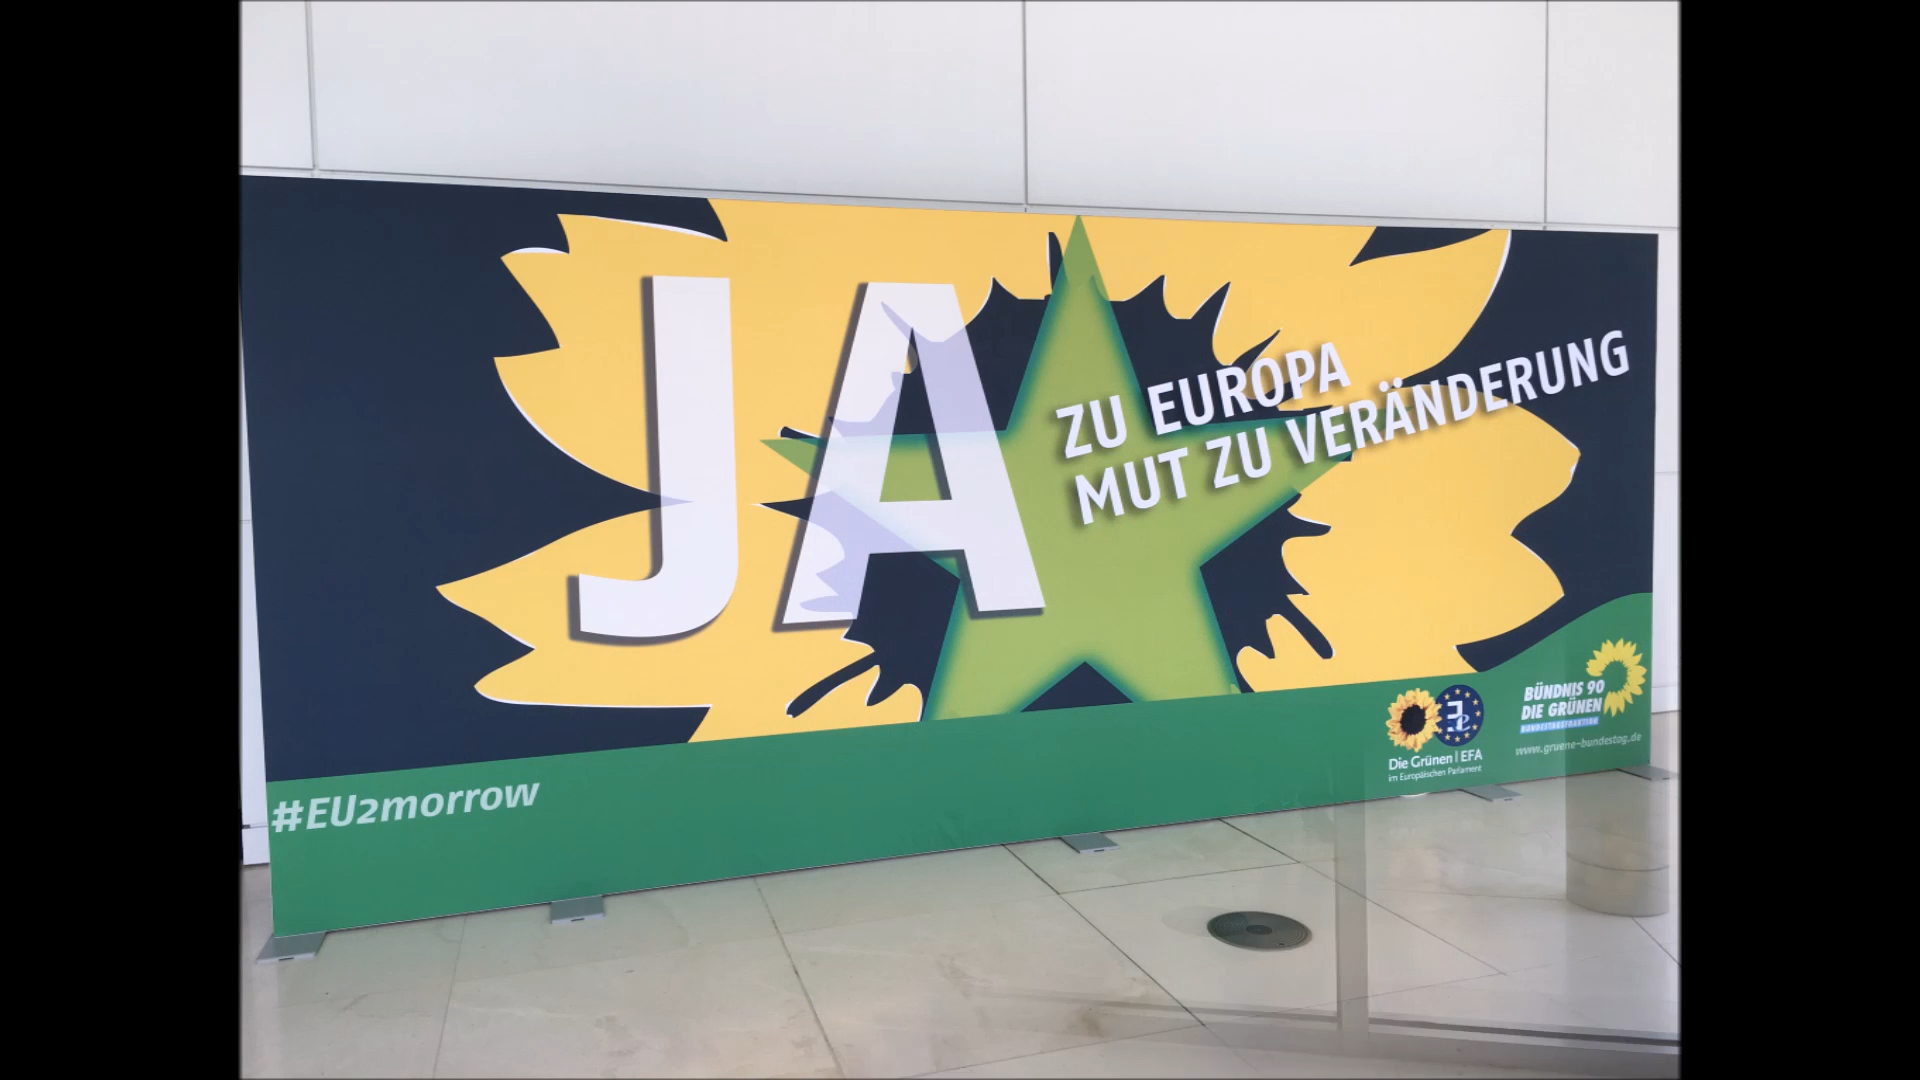 JA
ZU EUROPA
MUT ZU VERÄNDERUNG
#EU2morrow
Die Grünen | EFA
im Europäischen Parlament
BÜNDNIS 90
DIE GRÜNEN
BUNDESTAGSFRAKTION
www.gruene-bundestag.de